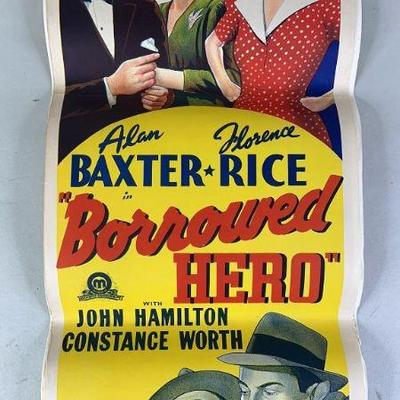 Alan Florence
BAXTER★RICE
in
"Borrowed
HERO"
WITH
JOHN HAMILTON
CONSTANCE WORTH